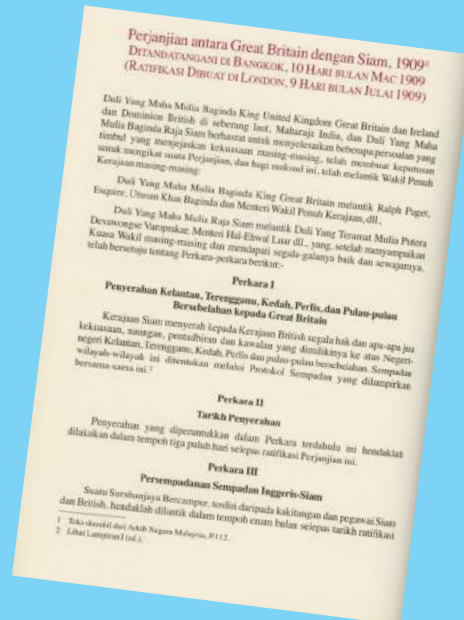 Perjanjian antara Great Britain dengan Siam, 1909¹
DITANDATANGANI DI BANGKOK, 10 HARI BULAN MAC 1909
(RATIFIKASI DIBUAT DI LONDON, 9 HARI BULAN JULAI 1909)
Duli Yang Maha Mulia Baginda King United Kingdom Great Britain dan Ireland
dan Dominion British di seberang laut, Maharaja India, dan Duli Yang Maha
Mulia Baginda Raja Siam berhasrat untuk menyelesaikan beberapa persoalan yang
timbul yang menjejaskan kekuasaan masing-masing, telah membuat keputusan
untuk mengikat suatu Perjanjian, dan bagi maksud ini, telah melantik Wakil Penuh
Kerajaan masing-masing:
Duli Yang Maha Mulia Baginda King Great Britain melantik Ralph Paget,
Esquire, Utusan Khas Baginda dan Menteri Wakil Penuh Kerajaan, dll.,
Duli Yang Maha Mulia Raja Siam melantik Duli Yang Teramat Mulia Putera
Devawongse Varoprakar, Menteri Hal-Ehwal Luar dll., yang, setelah menyampaikan
Kuasa Wakil masing-masing dan mendapati segala-galanya baik dan sewajarnya,
telah bersetuju tentang Perkara-perkara berikut:-
Perkara I
Penyerahan Kelantan, Terengganu, Kedah, Perlis, dan Pulau-pulau
Bersebelahan kepada Great Britain
Kerajaan Siam menyerah kepada Kerajaan British segala hak dan apa-apa jua
kekuasaan, naungan, pentadbiran dan kawalan yang dimilikinya ke atas Negeri-
negeri Kelantan, Terengganu, Kedah, Perlis dan pulau-pulau bersebelahan. Sempadan
wilayah-wilayah ini ditentukan melalui Protokol Sempadan yang dilampirkan
bersama-sama ini.²
Perkara II
Tarikh Penyerahan
Penyerahan yang diperuntukkan dalam Perkara terdahulu ini hendaklah
dilakukan dalam tempoh tiga puluh hari selepas ratifikasi Perjanjian ini.
Perkara III
Persempadanan Sempadan Inggeris-Siam
Suatu Suruhanjaya Bercampur, terdiri daripada kakitangan dan pegawai Siam
dan British, hendaklah dilantik dalam tempoh enam bulan selepas tarikh ratifikasi
1 Teks diambil dari Arkib Negara Malaysia, P.112.
2 Lihat Lampiran I (ed.).